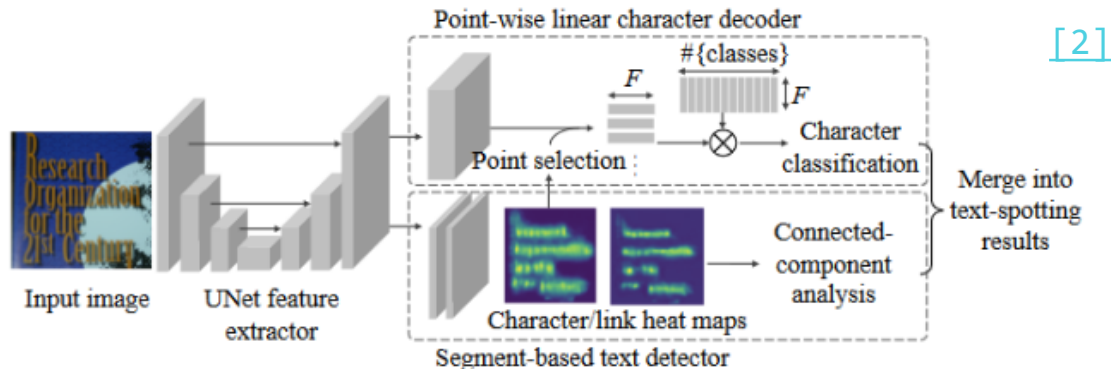 Point-wise linear character decoder
[2]
#{classes}
F
F
Point selection
Character
classification
Research
Organization
for the
21st Century
Merge into
text-spotting
results
Connected-
component
analysis
Input image
UNet feature
extractor
Character/link heat maps
Segment-based text detector